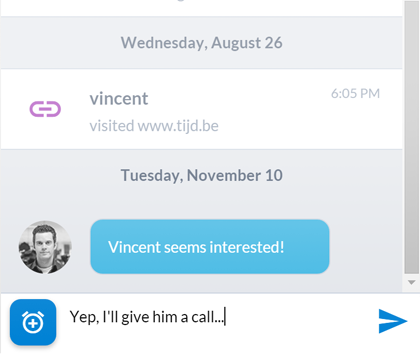 Wednesday, August 26
vincent
6:05 PM
visited www.tijd.be
Tuesday, November 10
Vincent seems interested!
Yep, I'll give him a call...